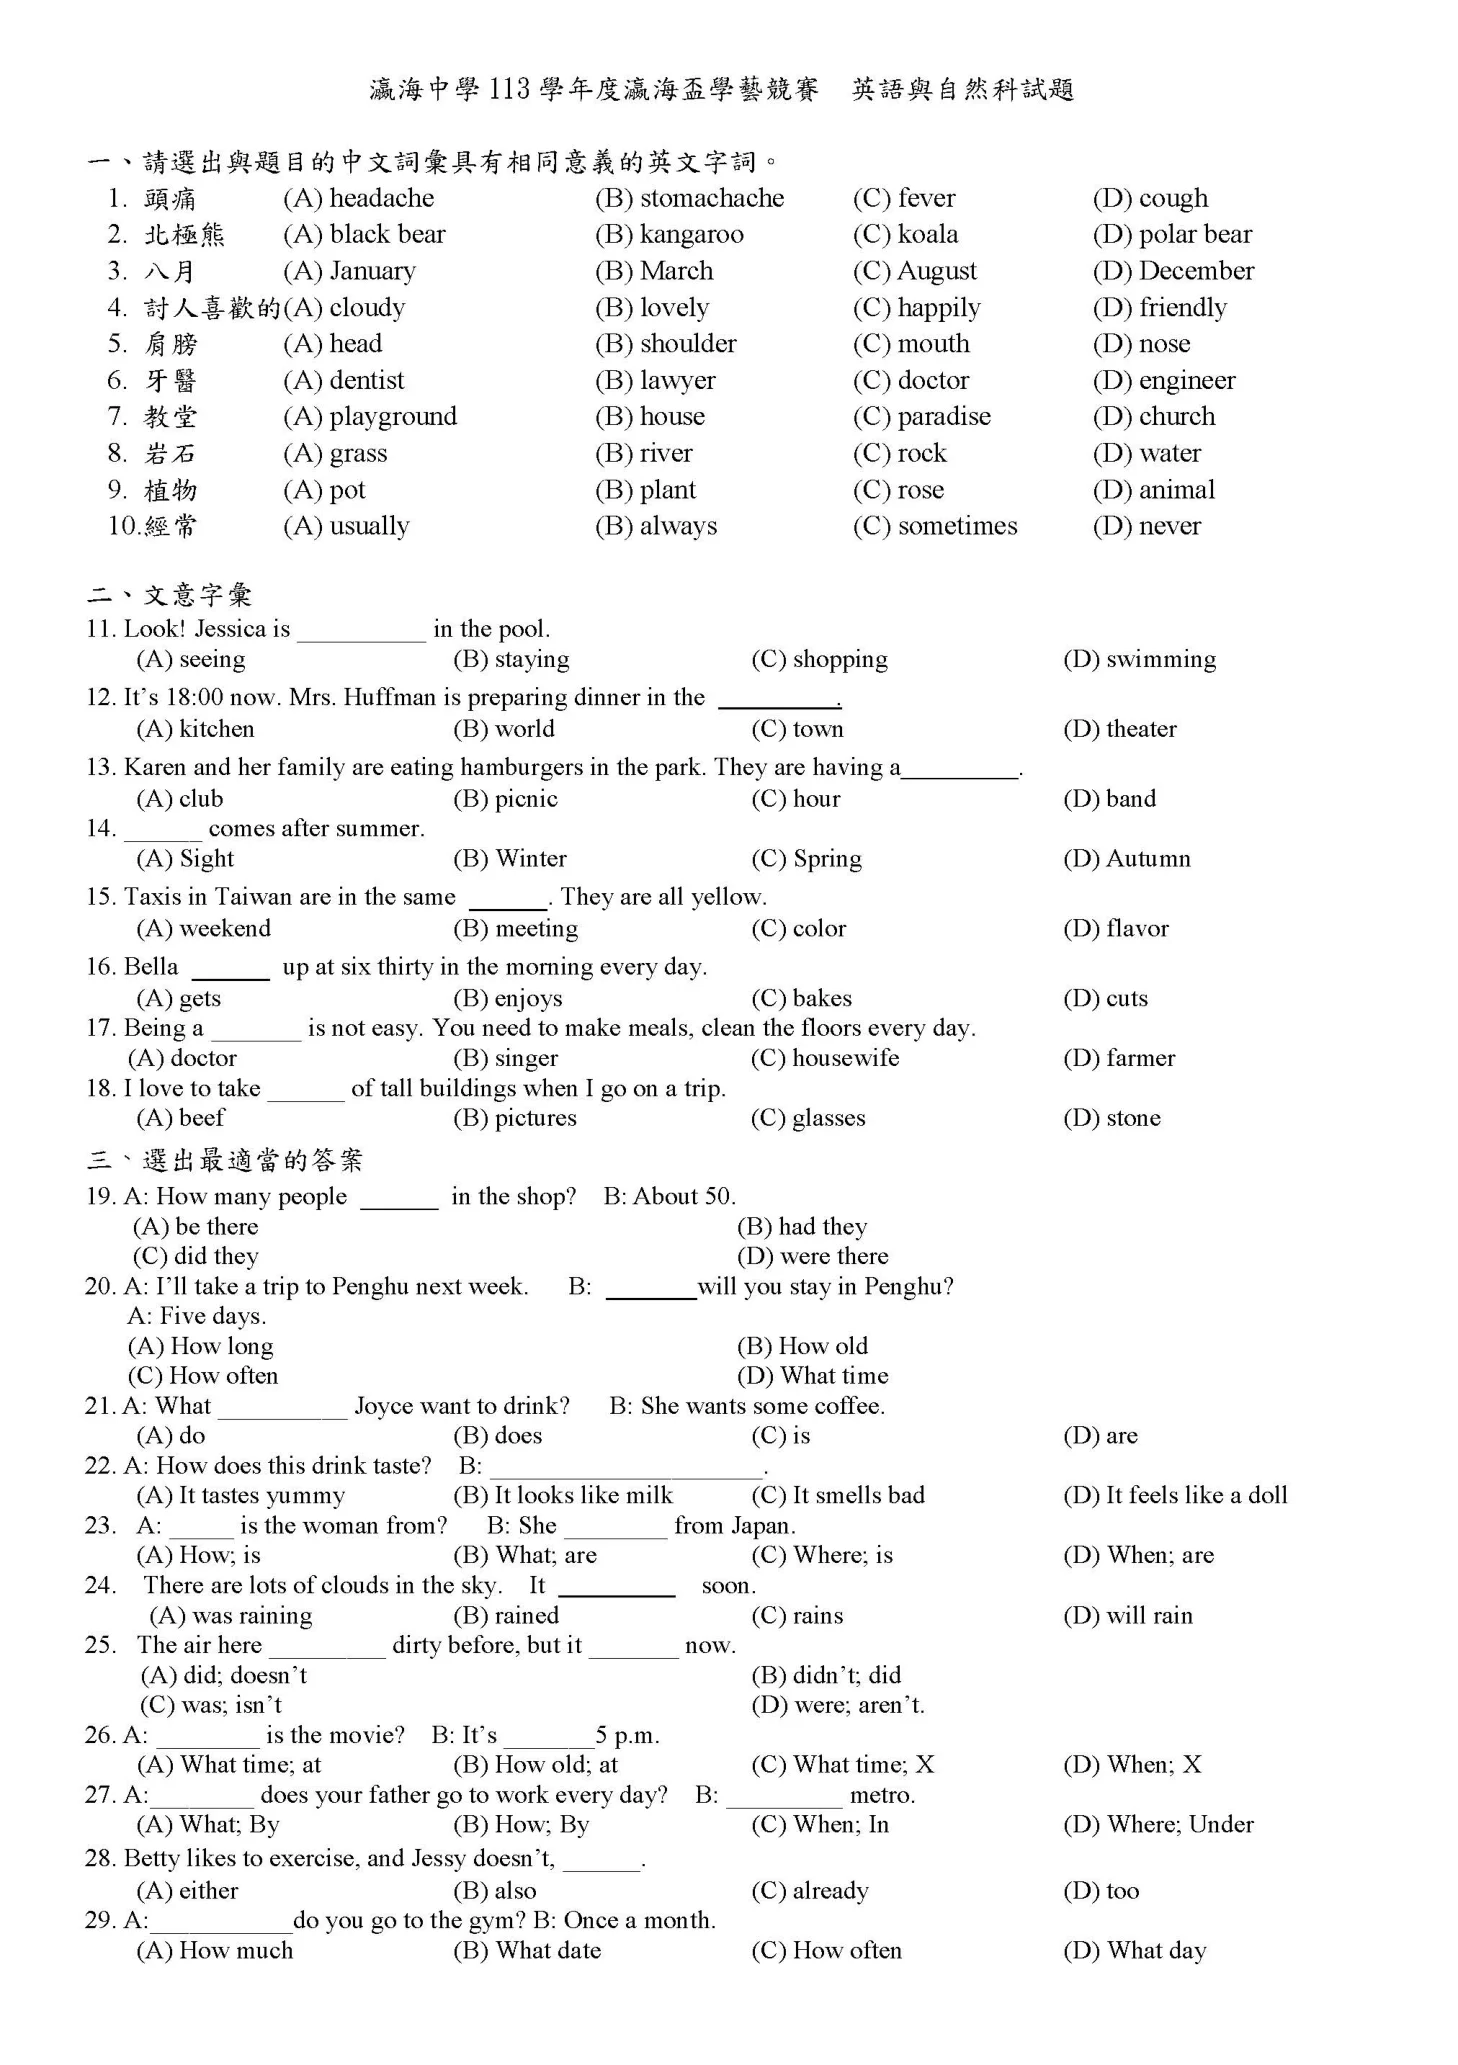 瀛海中學 113 學年度瀛海盃學藝競賽　英語與自然科試題
一、請選出與題目的中文詞彙具有相同意義的英文字詞。
1. 頭痛 (A) headache (B) stomachache (C) fever (D) cough
2. 北極熊 (A) black bear (B) kangaroo (C) koala (D) polar bear
3. 八月 (A) January (B) March (C) August (D) December
4. 討人喜歡的(A) cloudy (B) lovely (C) happily (D) friendly
5. 肩膀 (A) head (B) shoulder (C) mouth (D) nose
6. 牙醫 (A) dentist (B) lawyer (C) doctor (D) engineer
7. 教堂 (A) playground (B) house (C) paradise (D) church
8. 岩石 (A) grass (B) river (C) rock (D) water
9. 植物 (A) pot (B) plant (C) rose (D) animal
10.經常 (A) usually (B) always (C) sometimes (D) never
二、文意字彙
11. Look! Jessica is __________ in the pool.
(A) seeing (B) staying (C) shopping (D) swimming
12. It's 18:00 now. Mrs. Huffman is preparing dinner in the _________.
(A) kitchen (B) world (C) town (D) theater
13. Karen and her family are eating hamburgers in the park. They are having a_________.
(A) club (B) picnic (C) hour (D) band
14. ______ comes after summer.
(A) Sight (B) Winter (C) Spring (D) Autumn
15. Taxis in Taiwan are in the same ______. They are all yellow.
(A) weekend (B) meeting (C) color (D) flavor
16. Bella ______ up at six thirty in the morning every day.
(A) gets (B) enjoys (C) bakes (D) cuts
17. Being a _______ is not easy. You need to make meals, clean the floors every day.
(A) doctor (B) singer (C) housewife (D) farmer
18. I love to take ______ of tall buildings when I go on a trip.
(A) beef (B) pictures (C) glasses (D) stone
三、選出最適當的答案
19. A: How many people ______ in the shop? B: About 50.
(A) be there (B) had they
(C) did they (D) were there
20. A: I'll take a trip to Penghu next week. B: _______will you stay in Penghu?
A: Five days.
(A) How long (B) How old
(C) How often (D) What time
21. A: What __________ Joyce want to drink? B: She wants some coffee.
(A) do (B) does (C) is (D) are
22. A: How does this drink taste? B: _____________________.
(A) It tastes yummy (B) It looks like milk (C) It smells bad (D) It feels like a doll
23. A: _____ is the woman from? B: She ________ from Japan.
(A) How; is (B) What; are (C) Where; is (D) When; are
24. There are lots of clouds in the sky. It _________ soon.
(A) was raining (B) rained (C) rains (D) will rain
25. The air here _________ dirty before, but it _______ now.
(A) did; doesn't (B) didn't; did
(C) was; isn't (D) were; aren't.
26. A: ________ is the movie? B: It's _______5 p.m.
(A) What time; at (B) How old; at (C) What time; X (D) When; X
27. A:________ does your father go to work every day? B: _________ metro.
(A) What; By (B) How; By (C) When; In (D) Where; Under
28. Betty likes to exercise, and Jessy doesn't, ______.
(A) either (B) also (C) already (D) too
29. A:___________do you go to the gym? B: Once a month.
(A) How much (B) What date (C) How often (D) What day